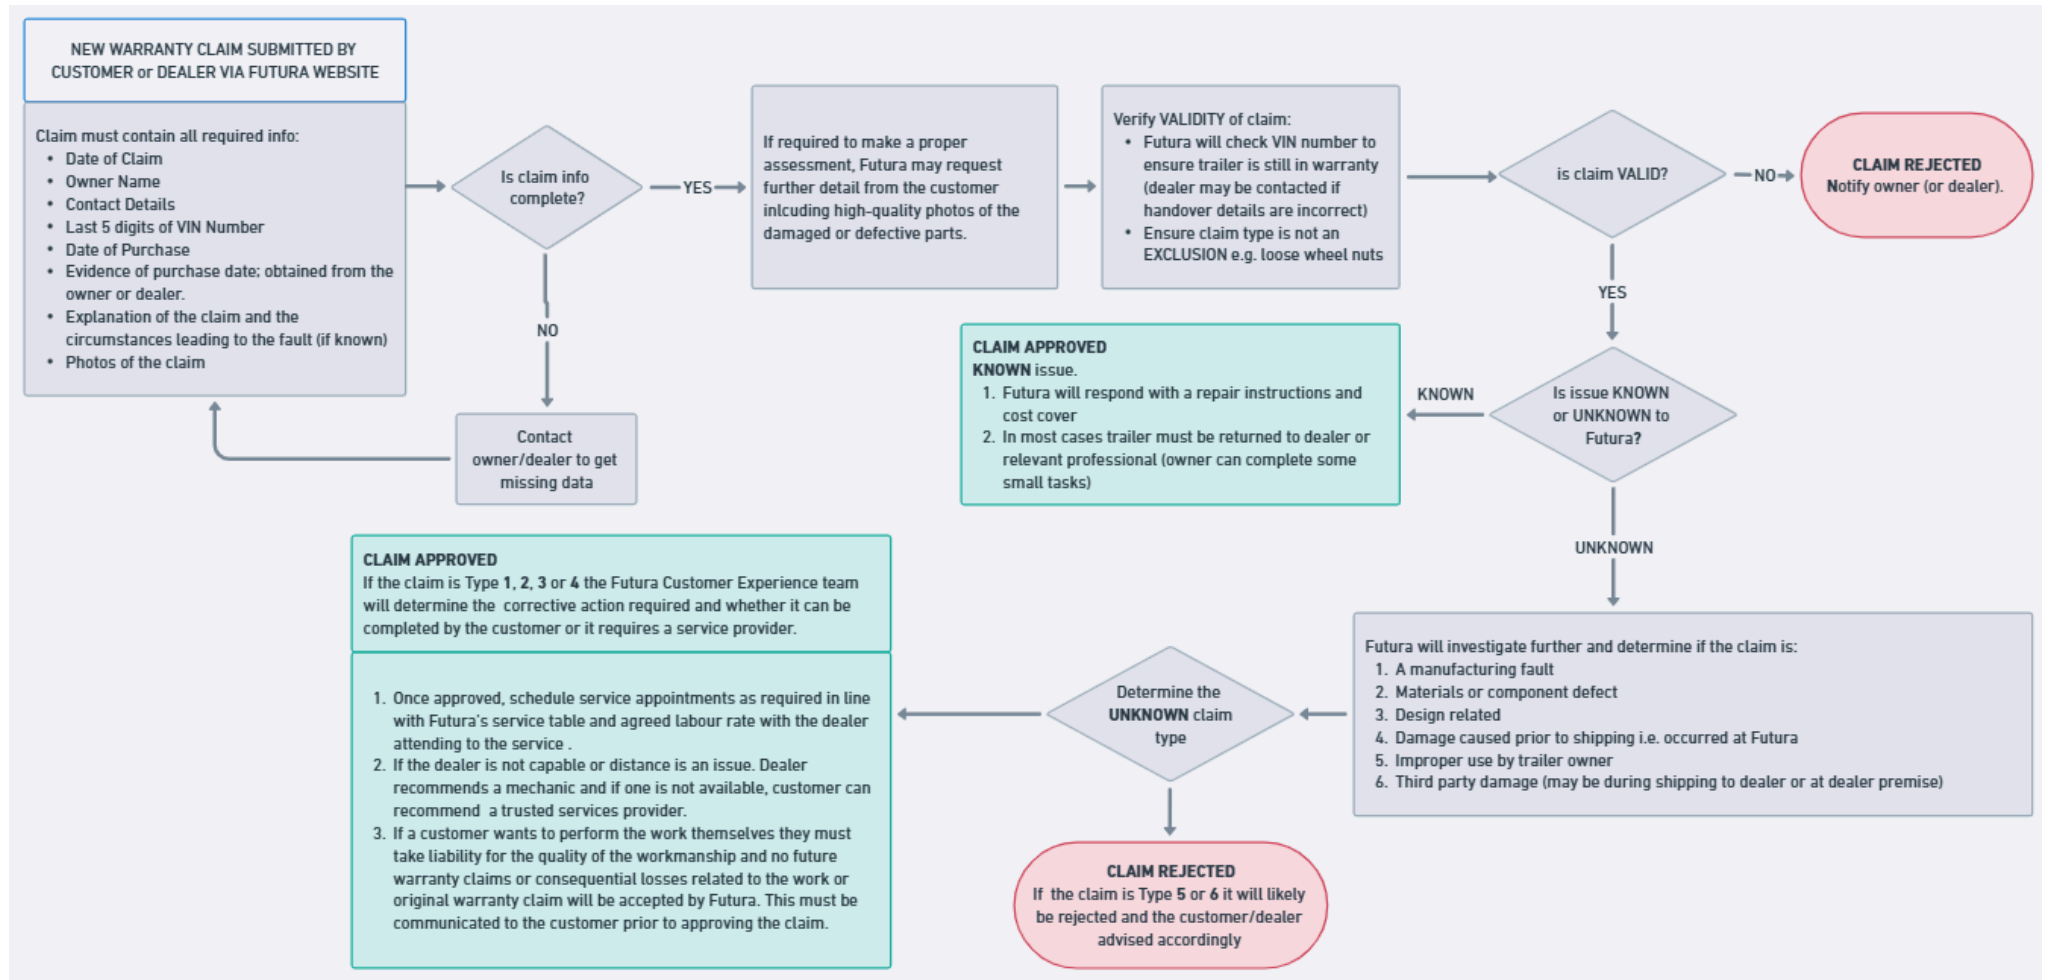 NEW WARRANTY CLAIM SUBMITTED BY
CUSTOMER or DEALER VIA FUTURA WEBSITE
Claim must contain all required info:
• Date of Claim
• Owner Name
• Contact Details
• Last 5 digits of VIN Number
• Date of Purchase
• Evidence of purchase date; obtained from the
owner or dealer.
• Explanation of the claim and the
circumstances leading to the fault (if known)
• Photos of the claim
Is claim info
complete?
YES
NO
Contact
owner/dealer to get
missing data
If required to make a proper
assessment, Futura may request
further detail from the customer
inlcuding high-quality photos of the
damaged or defective parts.
Verify VALIDITY of claim:
• Futura will check VIN number to
ensure trailer is still in warranty
(dealer may be contacted if
handover details are incorrect)
• Ensure claim type is not an
EXCLUSION e.g. loose wheel nuts
is claim VALID?
NO
CLAIM REJECTED
Notify owner (or dealer).
YES
Is issue KNOWN
or UNKNOWN to
Futura?
KNOWN
CLAIM APPROVED
KNOWN issue.
1. Futura will respond with a repair instructions and
cost cover
2. In most cases trailer must be returned to dealer or
relevant professional (owner can complete some
small tasks)
UNKNOWN
Futura will investigate further and determine if the claim is:
1. A manufacturing fault
2. Materials or component defect
3. Design related
4. Damage caused prior to shipping i.e. occurred at Futura
5. Improper use by trailer owner
6. Third party damage (may be during shipping to dealer or at dealer premise)
Determine the
UNKNOWN claim
type
CLAIM REJECTED
If the claim is Type 5 or 6 it will likely
be rejected and the customer/dealer
advised accordingly
CLAIM APPROVED
If the claim is Type 1, 2, 3 or 4 the Futura Customer Experience team
will determine the corrective action required and whether it can be
completed by the customer or it requires a service provider.
1. Once approved, schedule service appointments as required in line
with Futura's service table and agreed labour rate with the dealer
attending to the service .
2. If the dealer is not capable or distance is an issue. Dealer
recommends a mechanic and if one is not available, customer can
recommend a trusted services provider.
3. If a customer wants to perform the work themselves they must
take liability for the quality of the workmanship and no future
warranty claims or consequential losses related to the work or
original warranty claim will be accepted by Futura. This must be
communicated to the customer prior to approving the claim.